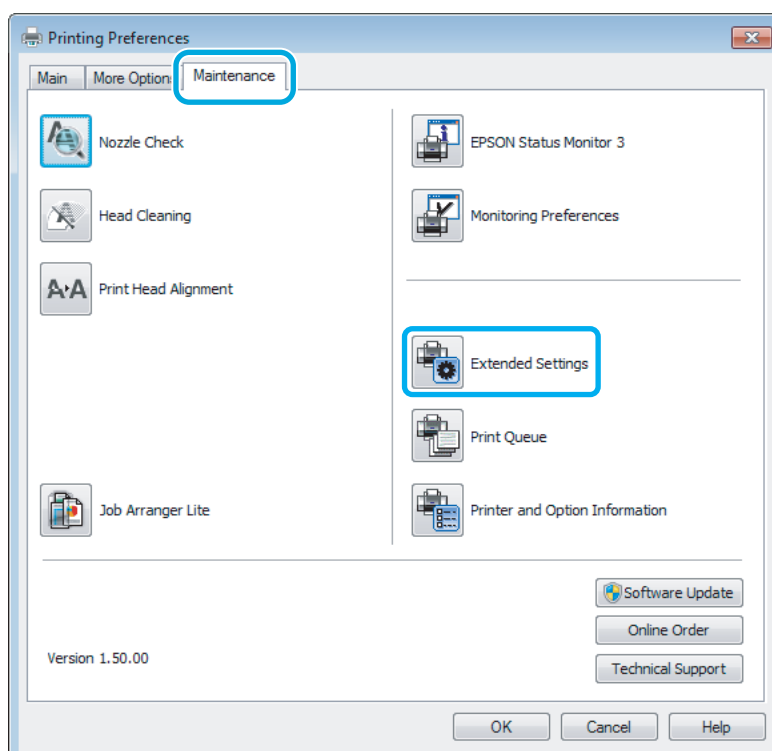 Printing Preferences
Main
More Option
Maintenance
Nozzle Check
Head Cleaning
A‣A Print Head Alignment
Job Arranger Lite
EPSON Status Monitor 3
Monitoring Preferences
Extended Settings
Print Queue
Printer and Option Information
Software Update
Online Order
Technical Support
Version 1.50.00
OK
Cancel
Help